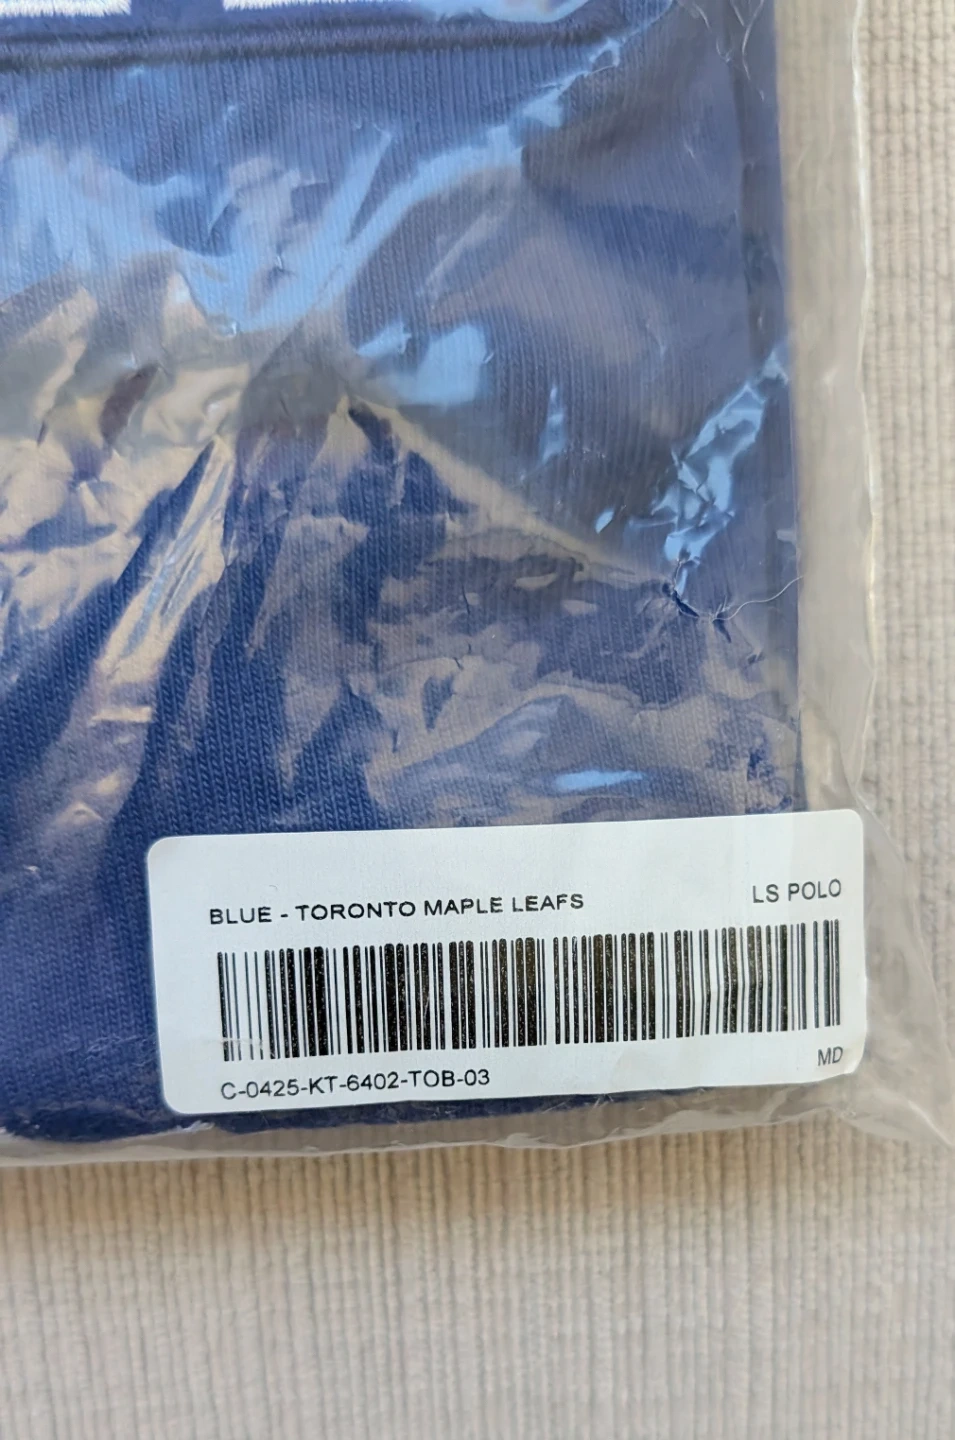 BLUE - TORONTO MAPLE LEAFS
LS POLO
C-0425-KT-6402-TOB-03
MD